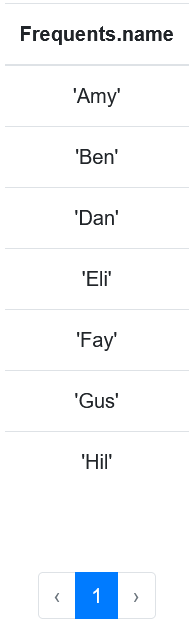 Frequents.name
'Amy'
'Ben'
'Dan'
'Eli'
'Fay'
'Gus'
'Hil'
‹ 1 ›